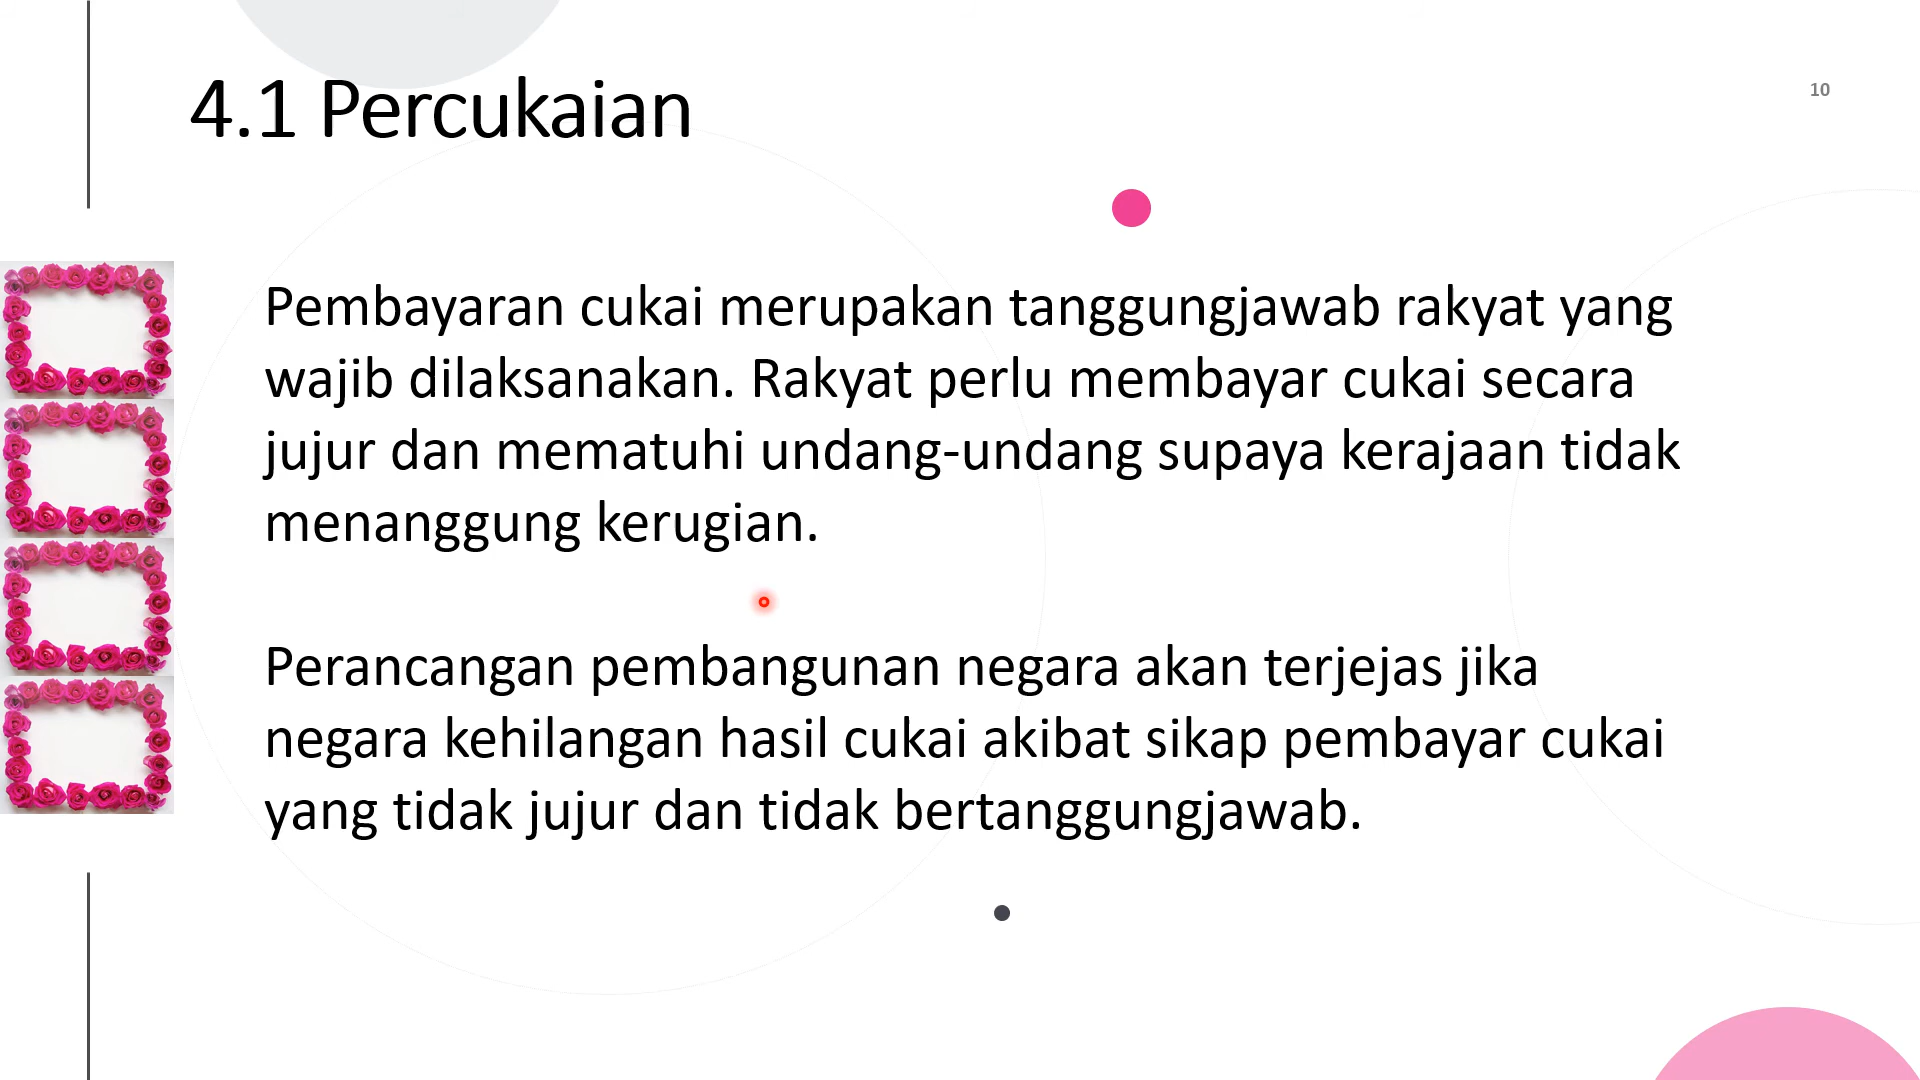 4.1 Percukaian
10
Pembayaran cukai merupakan tanggungjawab rakyat yang
wajib dilaksanakan. Rakyat perlu membayar cukai secara
jujur dan mematuhi undang-undang supaya kerajaan tidak
menanggung kerugian.
Perancangan pembangunan negara akan terjejas jika
negara kehilangan hasil cukai akibat sikap pembayar cukai
yang tidak jujur dan tidak bertanggungjawab.